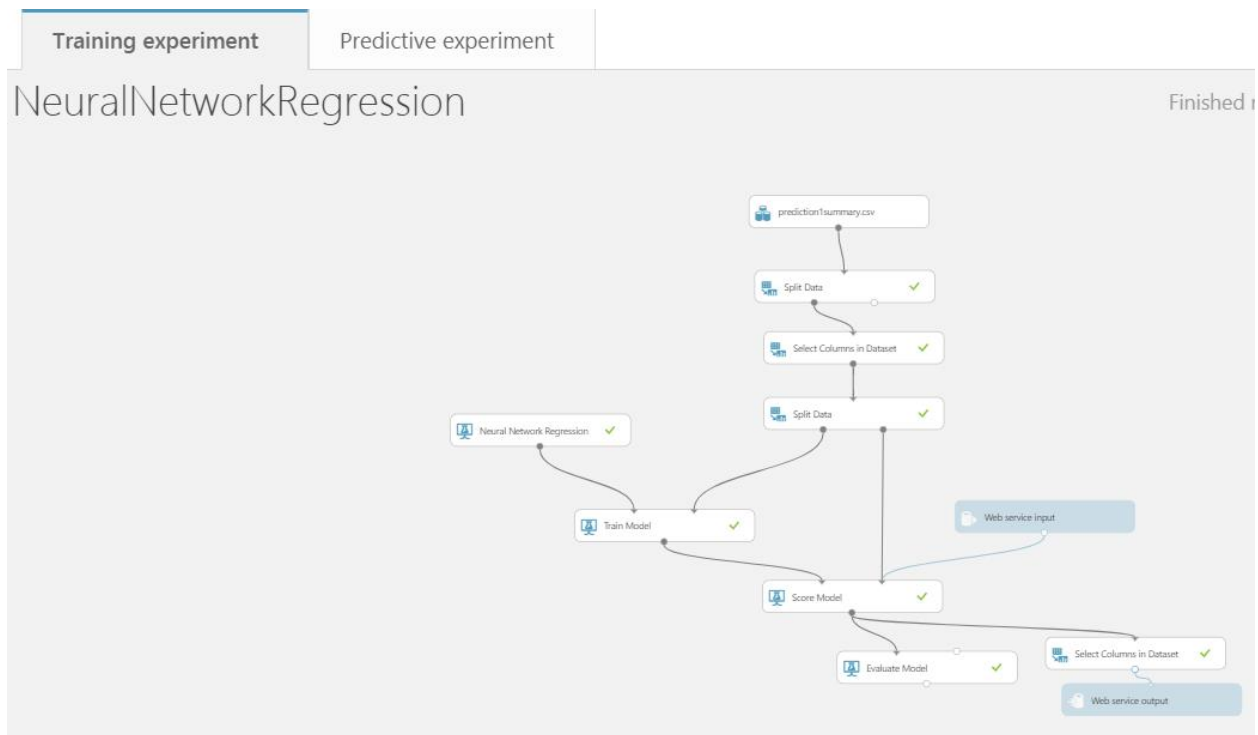 Training experiment
Predictive experiment
NeuralNetworkRegression
Finished
prediction1summary.csv
Split Data
Select Columns in Dataset
Split Data
Neural Network Regression
Train Model
Web service input
Score Model
Evaluate Model
Select Columns in Dataset
Web service output